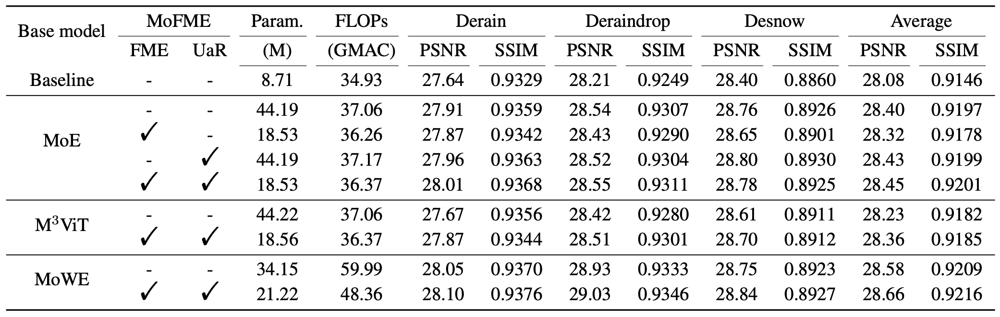 Base model MoFME Param. FLOPs Derain Deraindrop Desnow Average
FME UaR (M) (GMAC) PSNR SSIM PSNR SSIM PSNR SSIM PSNR SSIM
Baseline - - 8.71 34.93 27.64 0.9329 28.21 0.9249 28.40 0.8860 28.08 0.9146
MoE - - 44.19 37.06 27.91 0.9359 28.54 0.9307 28.76 0.8926 28.40 0.9197
✓ - 18.53 36.26 27.87 0.9342 28.43 0.9290 28.65 0.8901 28.32 0.9178
- ✓ 44.19 37.17 27.96 0.9363 28.52 0.9304 28.80 0.8930 28.43 0.9199
✓ ✓ 18.53 36.37 28.01 0.9368 28.55 0.9311 28.78 0.8925 28.45 0.9201
M³ViT - - 44.22 37.06 27.67 0.9356 28.42 0.9280 28.61 0.8911 28.23 0.9182
✓ ✓ 18.56 36.37 27.87 0.9344 28.51 0.9301 28.70 0.8912 28.36 0.9185
MoWE - - 34.15 59.99 28.05 0.9370 28.93 0.9333 28.75 0.8923 28.58 0.9209
✓ ✓ 21.22 48.36 28.10 0.9376 29.03 0.9346 28.84 0.8927 28.66 0.9216